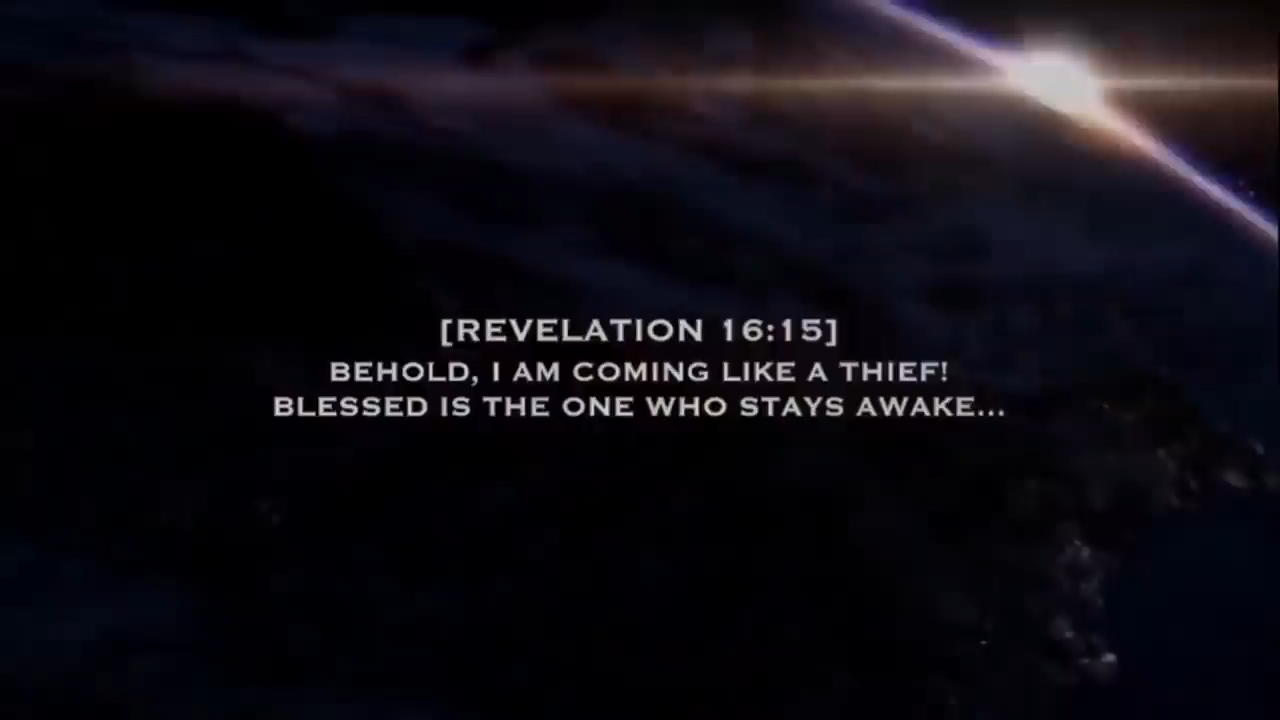 [REVELATION 16:15]
BEHOLD, I AM COMING LIKE A THIEF!
BLESSED IS THE ONE WHO STAYS AWAKE...